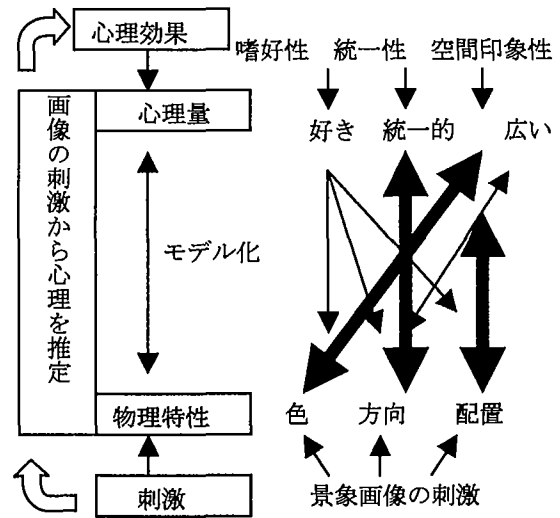 心理効果
嗜好性 統一性 空間印象性
心理量
好き 統一的 広い
画像の刺激から心理を推定
モデル化
物理特性
色 方向 配置
刺激
景象画像の刺激